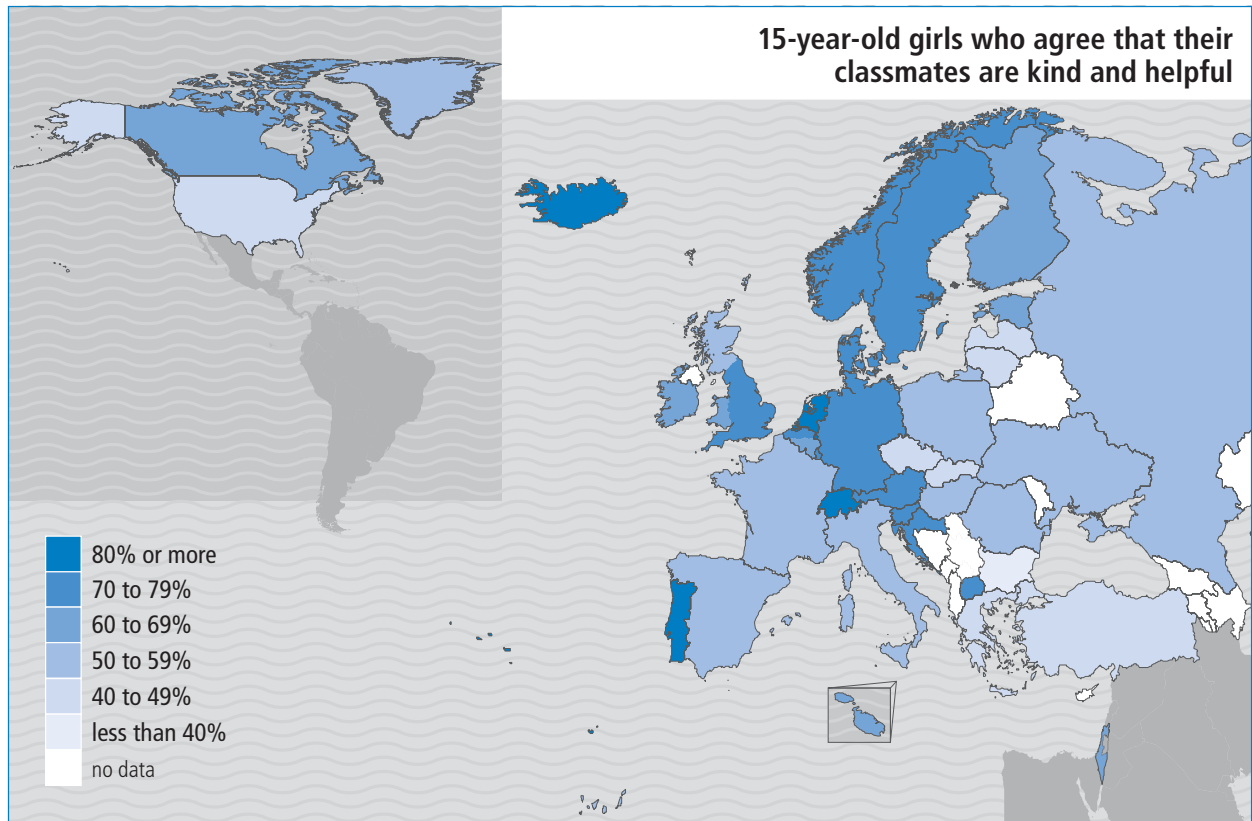 15-year-old girls who agree that their
classmates are kind and helpful
80% or more
70 to 79%
60 to 69%
50 to 59%
40 to 49%
less than 40%
no data